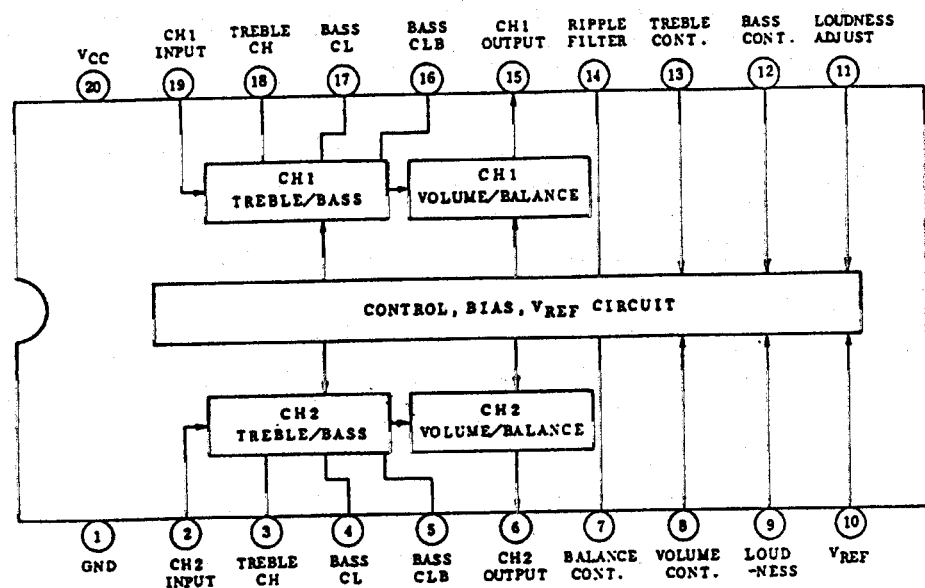 VCC
CH1
INPUT
TREBLE
CH
BASS
CL
BASS
CLB
CH1
OUTPUT
RIPPLE
FILTER
TREBLE
CONT.
BASS
CONT.
LOUDNESS
ADJUST
20
19
18
17
16
15
14
13
12
11
CH1
TREBLE/BASS
CH1
VOLUME/BALANCE
CONTROL, BIAS, VREF CIRCUIT
CH2
TREBLE/BASS
CH2
VOLUME/BALANCE
1
2
3
4
5
6
7
8
9
10
GND
CH2
INPUT
TREBLE
CH
BASS
CL
BASS
CLB
CH2
OUTPUT
BALANCE
CONT.
VOLUME
CONT.
LOUD
-NESS
VREF